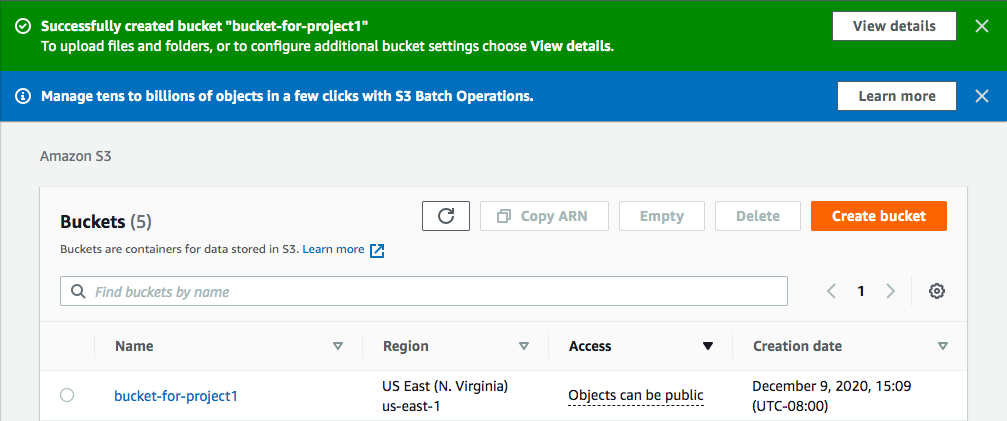 Successfully created bucket "bucket-for-project1"
To upload files and folders, or to configure additional bucket settings choose View details.
View details
Manage tens to billions of objects in a few clicks with S3 Batch Operations.
Learn more
Amazon S3
Buckets (5)
Copy ARN
Empty
Delete
Create bucket
Buckets are containers for data stored in S3. Learn more
Find buckets by name
1
Name
Region
Access
Creation date
bucket-for-project1
US East (N. Virginia)
us-east-1
Objects can be public
December 9, 2020, 15:09
(UTC-08:00)